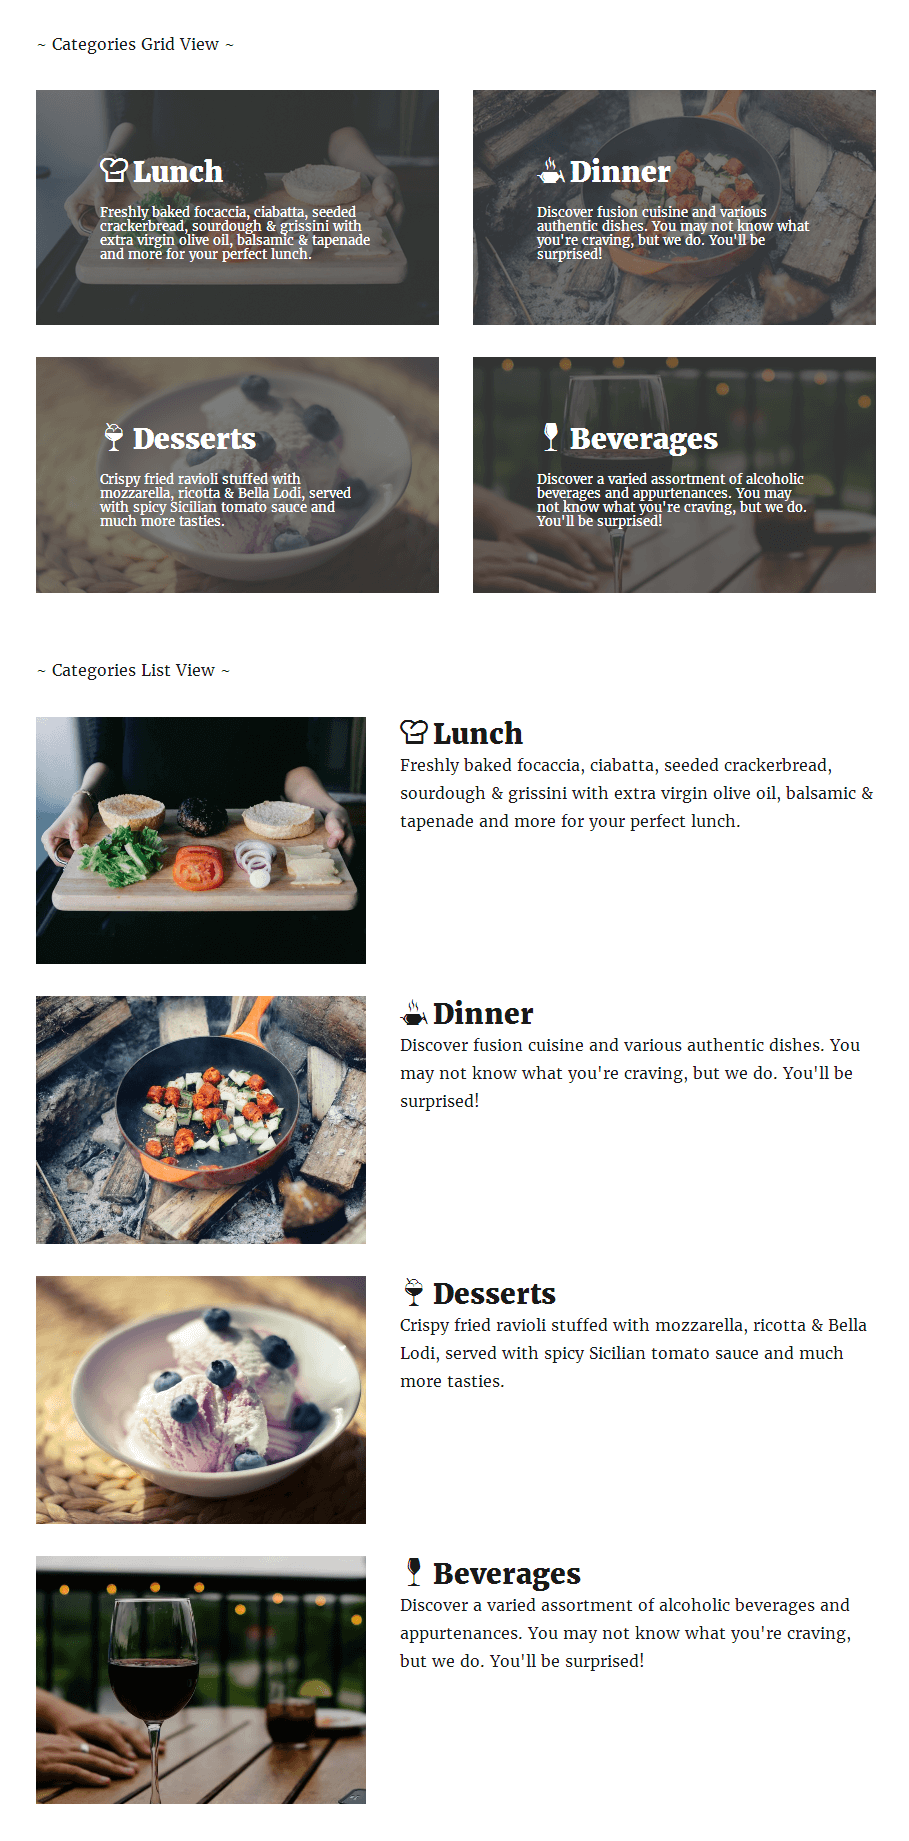 ~ Categories Grid View ~
Lunch
Freshly baked focaccia, ciabatta, seeded
crackerbread, sourdough & grissini with
extra virgin olive oil, balsamic & tapenade
and more for your perfect lunch.
Dinner
Discover fusion cuisine and various
authentic dishes. You may not know what
you're craving, but we do. You'll be
surprised!
Desserts
Crispy fried ravioli stuffed with
mozzarella, ricotta & Bella Lodi, served
with spicy Sicilian tomato sauce and
much more tasties.
Beverages
Discover a varied assortment of alcoholic
beverages and appurtenances. You may
not know what you're craving, but we do.
You'll be surprised!
~ Categories List View ~
Lunch
Freshly baked focaccia, ciabatta, seeded crackerbread,
sourdough & grissini with extra virgin olive oil, balsamic &
tapenade and more for your perfect lunch.
Dinner
Discover fusion cuisine and various authentic dishes. You
may not know what you're craving, but we do. You'll be
surprised!
Desserts
Crispy fried ravioli stuffed with mozzarella, ricotta & Bella
Lodi, served with spicy Sicilian tomato sauce and much
more tasties.
Beverages
Discover a varied assortment of alcoholic beverages and
appurtenances. You may not know what you're craving,
but we do. You'll be surprised!